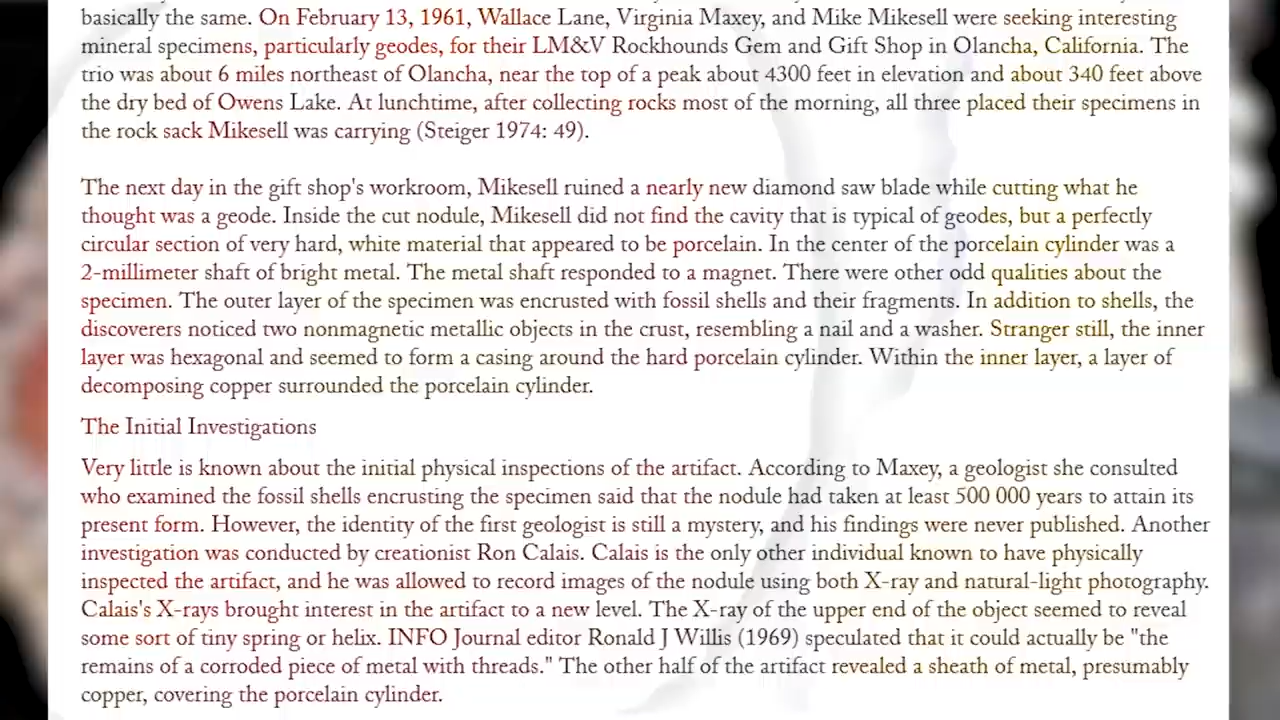 basically the same. On February 13, 1961, Wallace Lane, Virginia Maxey, and Mike Mikesell were seeking interesting
mineral specimens, particularly geodes, for their LM&V Rockhounds Gem and Gift Shop in Olancha, California. The
trio was about 6 miles northeast of Olancha, near the top of a peak about 4300 feet in elevation and about 340 feet above
the dry bed of Owens Lake. At lunchtime, after collecting rocks most of the morning, all three placed their specimens in
the rock sack Mikesell was carrying (Steiger 1974: 49).
The next day in the gift shop's workroom, Mikesell ruined a nearly new diamond saw blade while cutting what he
thought was a geode. Inside the cut nodule, Mikesell did not find the cavity that is typical of geodes, but a perfectly
circular section of very hard, white material that appeared to be porcelain. In the center of the porcelain cylinder was a
2-millimeter shaft of bright metal. The metal shaft responded to a magnet. There were other odd qualities about the
specimen. The outer layer of the specimen was encrusted with fossil shells and their fragments. In addition to shells, the
discoverers noticed two nonmagnetic metallic objects in the crust, resembling a nail and a washer. Stranger still, the inner
layer was hexagonal and seemed to form a casing around the hard porcelain cylinder. Within the inner layer, a layer of
decomposing copper surrounded the porcelain cylinder.
The Initial Investigations
Very little is known about the initial physical inspections of the artifact. According to Maxey, a geologist she consulted
who examined the fossil shells encrusting the specimen said that the nodule had taken at least 500 000 years to attain its
present form. However, the identity of the first geologist is still a mystery, and his findings were never published. Another
investigation was conducted by creationist Ron Calais. Calais is the only other individual known to have physically
inspected the artifact, and he was allowed to record images of the nodule using both X-ray and natural-light photography.
Calais's X-rays brought interest in the artifact to a new level. The X-ray of the upper end of the object seemed to reveal
some sort of tiny spring or helix. INFO Journal editor Ronald J Willis (1969) speculated that it could actually be "the
remains of a corroded piece of metal with threads." The other half of the artifact revealed a sheath of metal, presumably
copper, covering the porcelain cylinder.